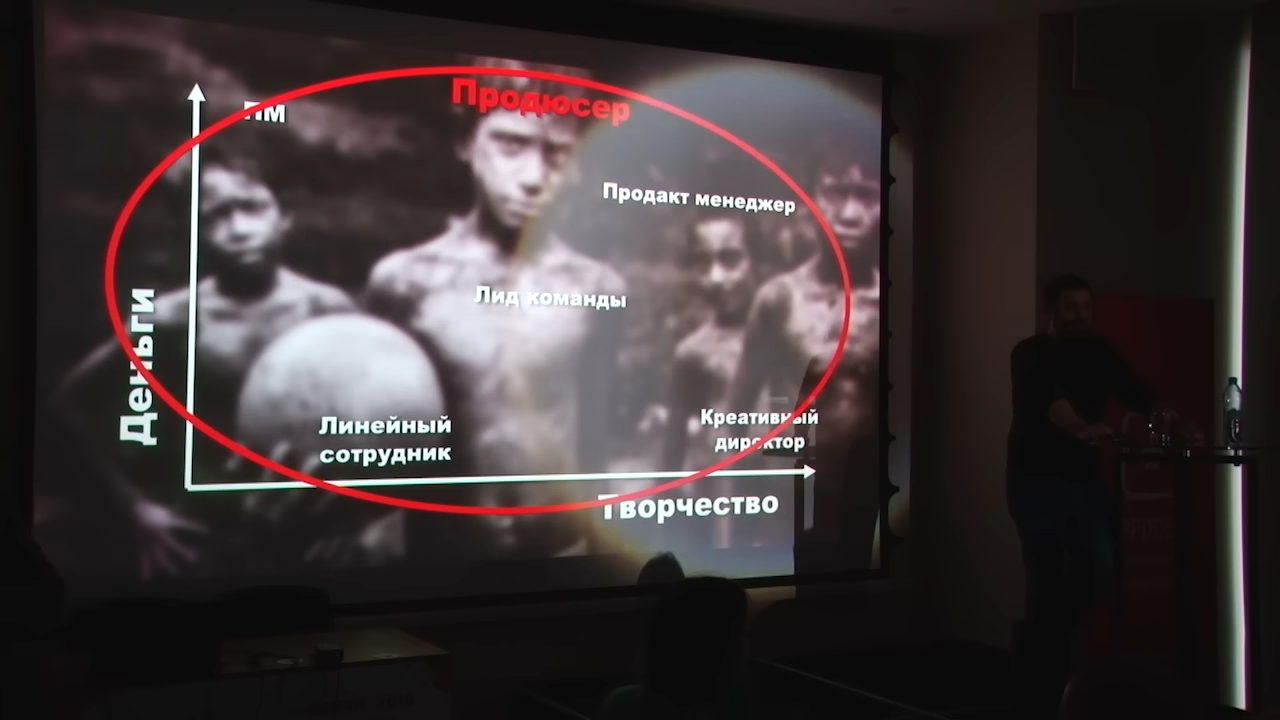 Продюсер
ПМ
Продакт менеджер
Лид команды
Деньги
Линейный
сотрудник
Креативный
директор
Творчество